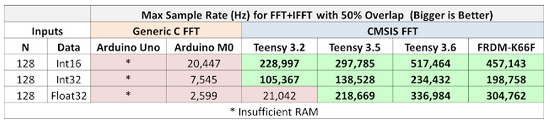 Max Sample Rate (Hz) for FFT+IFFT with 50% Overlap (Bigger is Better)
Inputs Generic C FFT CMSIS FFT
N Data Arduino Uno Arduino M0 Teensy 3.2 Teensy 3.5 Teensy 3.6 FRDM-K66F
128 Int16 * 20,447 228,997 297,785 517,464 457,143
128 Int32 * 7,545 105,367 138,528 234,432 198,758
128 Float32 * 2,599 21,042 218,669 336,984 304,762
* Insufficient RAM